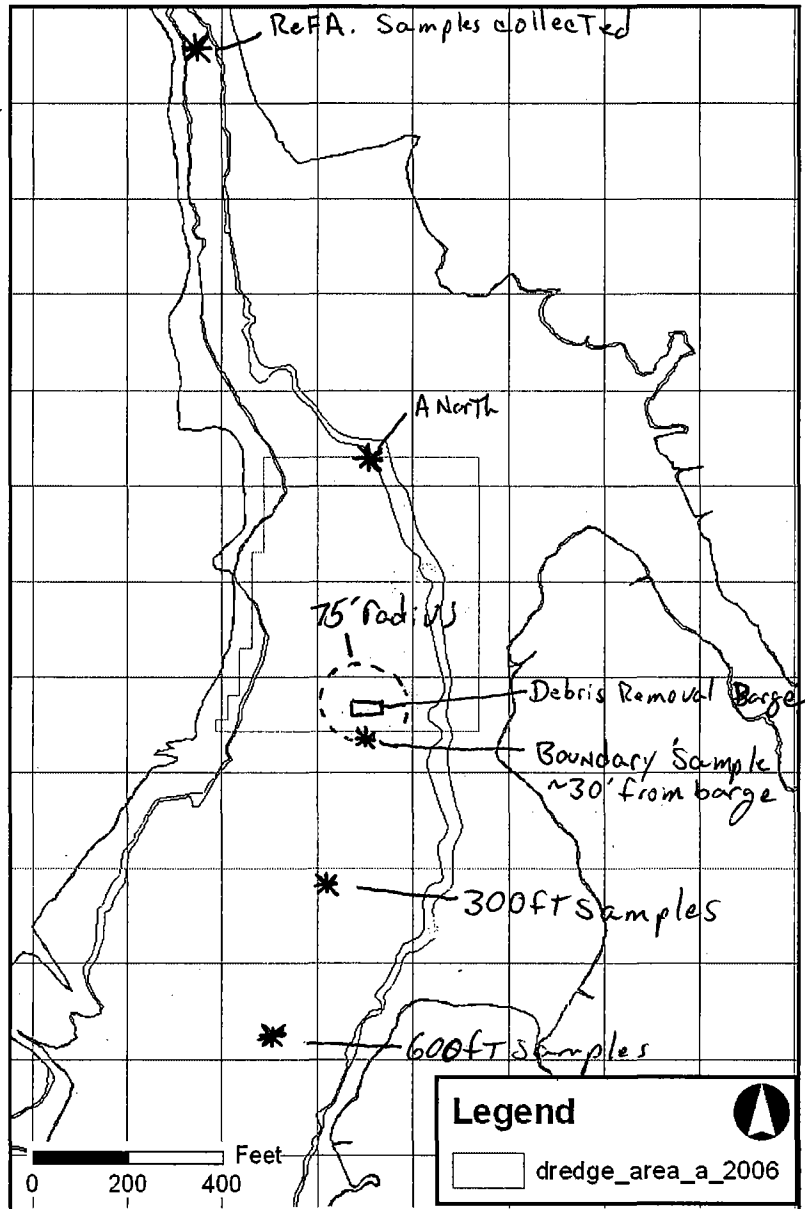 RefA. Samples collected
A North
75' radius
Debris Removal Barge
Boundary Sample
~30' from barge
300fT samples
600fT samples
Legend
dredge_area_a_2006
Feet
0 200 400